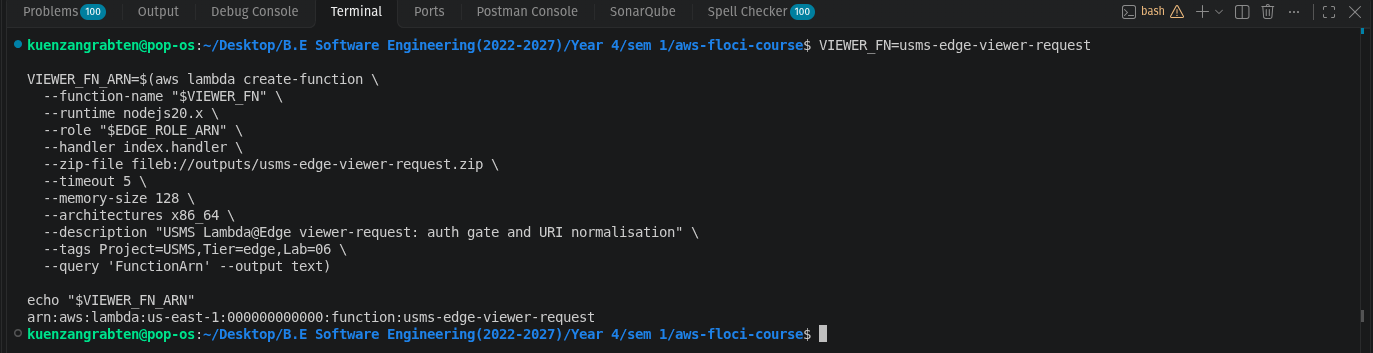 Problems 100 Output Debug Console Terminal Ports Postman Console SonarQube Spell Checker 100 bash
kuenzangrabten@pop-os:~/Desktop/B.E Software Engineering(2022-2027)/Year 4/sem 1/aws-floci-course$ VIEWER_FN=usms-edge-viewer-request
VIEWER_FN_ARN=$(aws lambda create-function \
--function-name "$VIEWER_FN" \
--runtime nodejs20.x \
--role "$EDGE_ROLE_ARN" \
--handler index.handler \
--zip-file fileb://outputs/usms-edge-viewer-request.zip \
--timeout 5 \
--memory-size 128 \
--architectures x86_64 \
--description "USMS Lambda@Edge viewer-request: auth gate and URI normalisation" \
--tags Project=USMS,Tier=edge,Lab=06 \
--query 'FunctionArn' --output text)
echo "$VIEWER_FN_ARN"
arn:aws:lambda:us-east-1:000000000000:function:usms-edge-viewer-request
kuenzangrabten@pop-os:~/Desktop/B.E Software Engineering(2022-2027)/Year 4/sem 1/aws-floci-course$